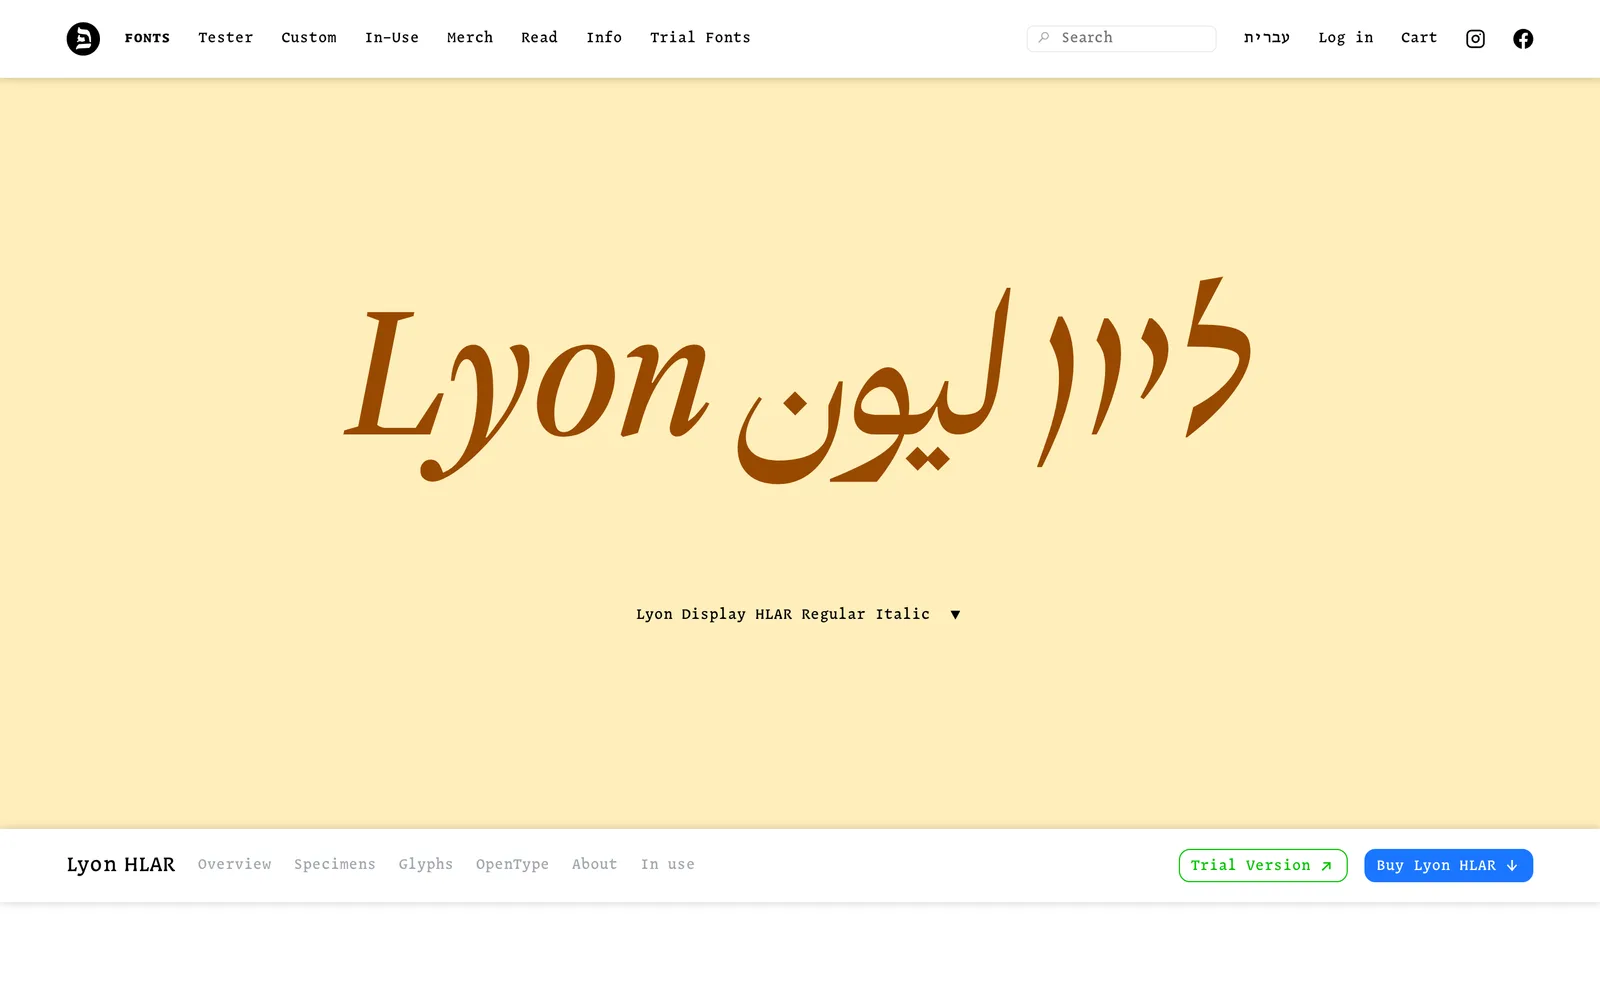 פ FONTS Tester Custom In-Use Merch Read Info Trial Fonts Search עברית Log in Cart
Lyon ليون ליון
Lyon Display HLAR Regular Italic ▼
Lyon HLAR Overview Specimens Glyphs OpenType About In use Trial Version ↗ Buy Lyon HLAR ↓